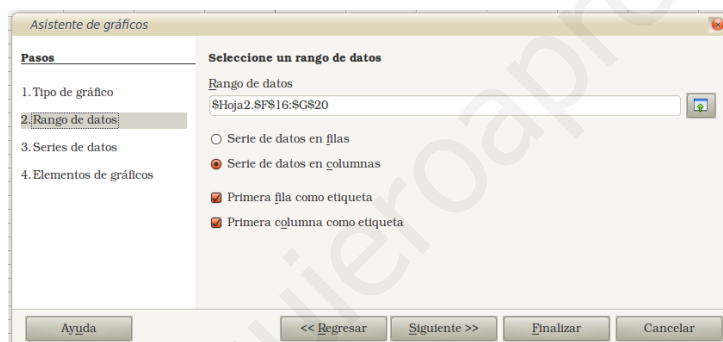 Asistente de gráficos
Pasos
1. Tipo de gráfico
2. Rango de datos
3. Series de datos
4. Elementos de gráficos
Seleccione un rango de datos
Rango de datos
$Hoja2.$F$16:$G$20
Serie de datos en filas
Serie de datos en columnas
Primera fila como etiqueta
Primera columna como etiqueta
Ayuda
<< Regresar
Siguiente >>
Finalizar
Cancelar